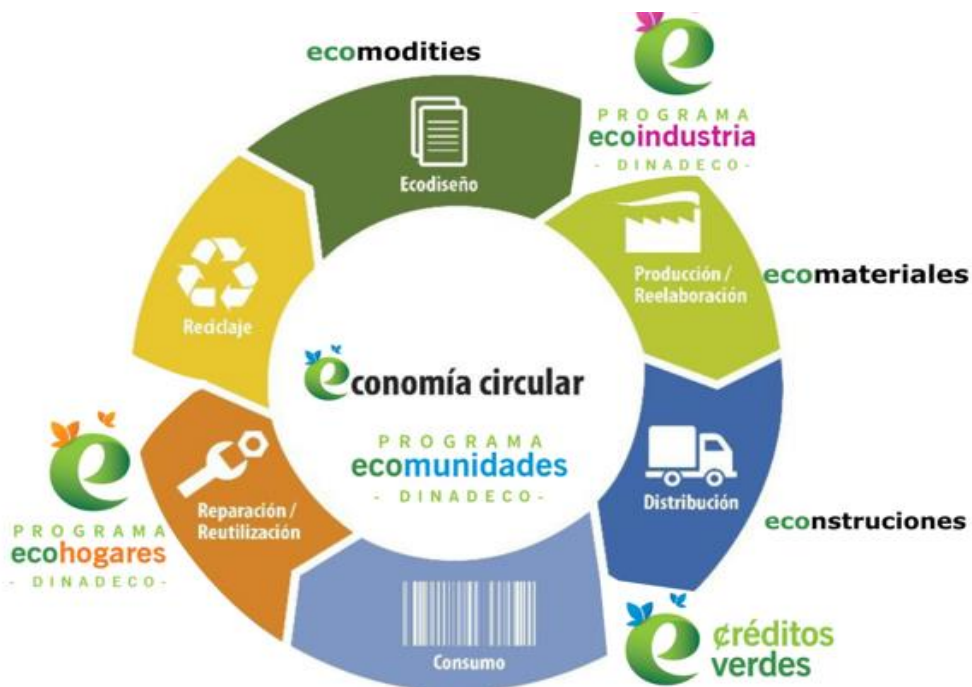 ecomodities
PROGRAMA
ecoindustria
- DINADECO -
Ecodiseño
Producción /
Reelaboración
ecomateriales
Reciclaje
economía circular
PROGRAMA
ecomunidades
- DINADECO -
Distribución
econstruciones
Reparación /
Reutilización
PROGRAMA
ecohogares
- DINADECO -
Consumo
e ¢réditos
verdes